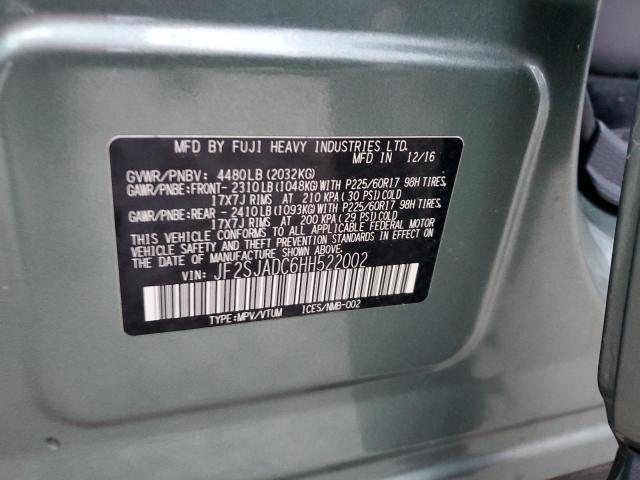 MFD BY FUJI HEAVY INDUSTRIES LTD.
MFD IN 12/16
GVWR/PNBV: 4480LB (2032KG)
GAWR/PNBE:FRONT- 2310LB (1048KG) WITH P225/60R17 98H TIRES,
17X7J RIMS AT 210 KPA (30 PSI) COLD
GAWR/PNBE:REAR - 2410LB (1093KG) WITH P225/60R17 98H TIRES,
17X7J RIMS AT 200 KPA (29 PSI) COLD
THIS VEHICLE CONFORMS TO ALL APPLICABLE FEDERAL MOTOR
VEHICLE SAFETY AND THEFT PREVENTION STANDARDS IN EFFECT ON
THE DATE OF MANUFACTURE SHOWN ABOVE.
VIN: JF2SJADC6HH522002
TYPE:MPV/VTUM ICES/NMB-002